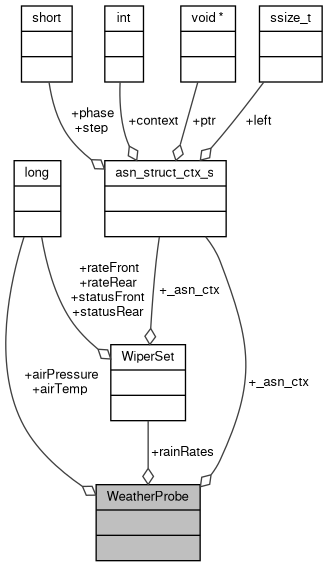 short
int
void *
ssize_t
+phase
+step
+context
+ptr
+left
long
asn_struct_ctx_s
+rateFront
+rateRear
+statusFront
+statusRear
+_asn_ctx
WiperSet
+airPressure
+airTemp
+_asn_ctx
+rainRates
WeatherProbe